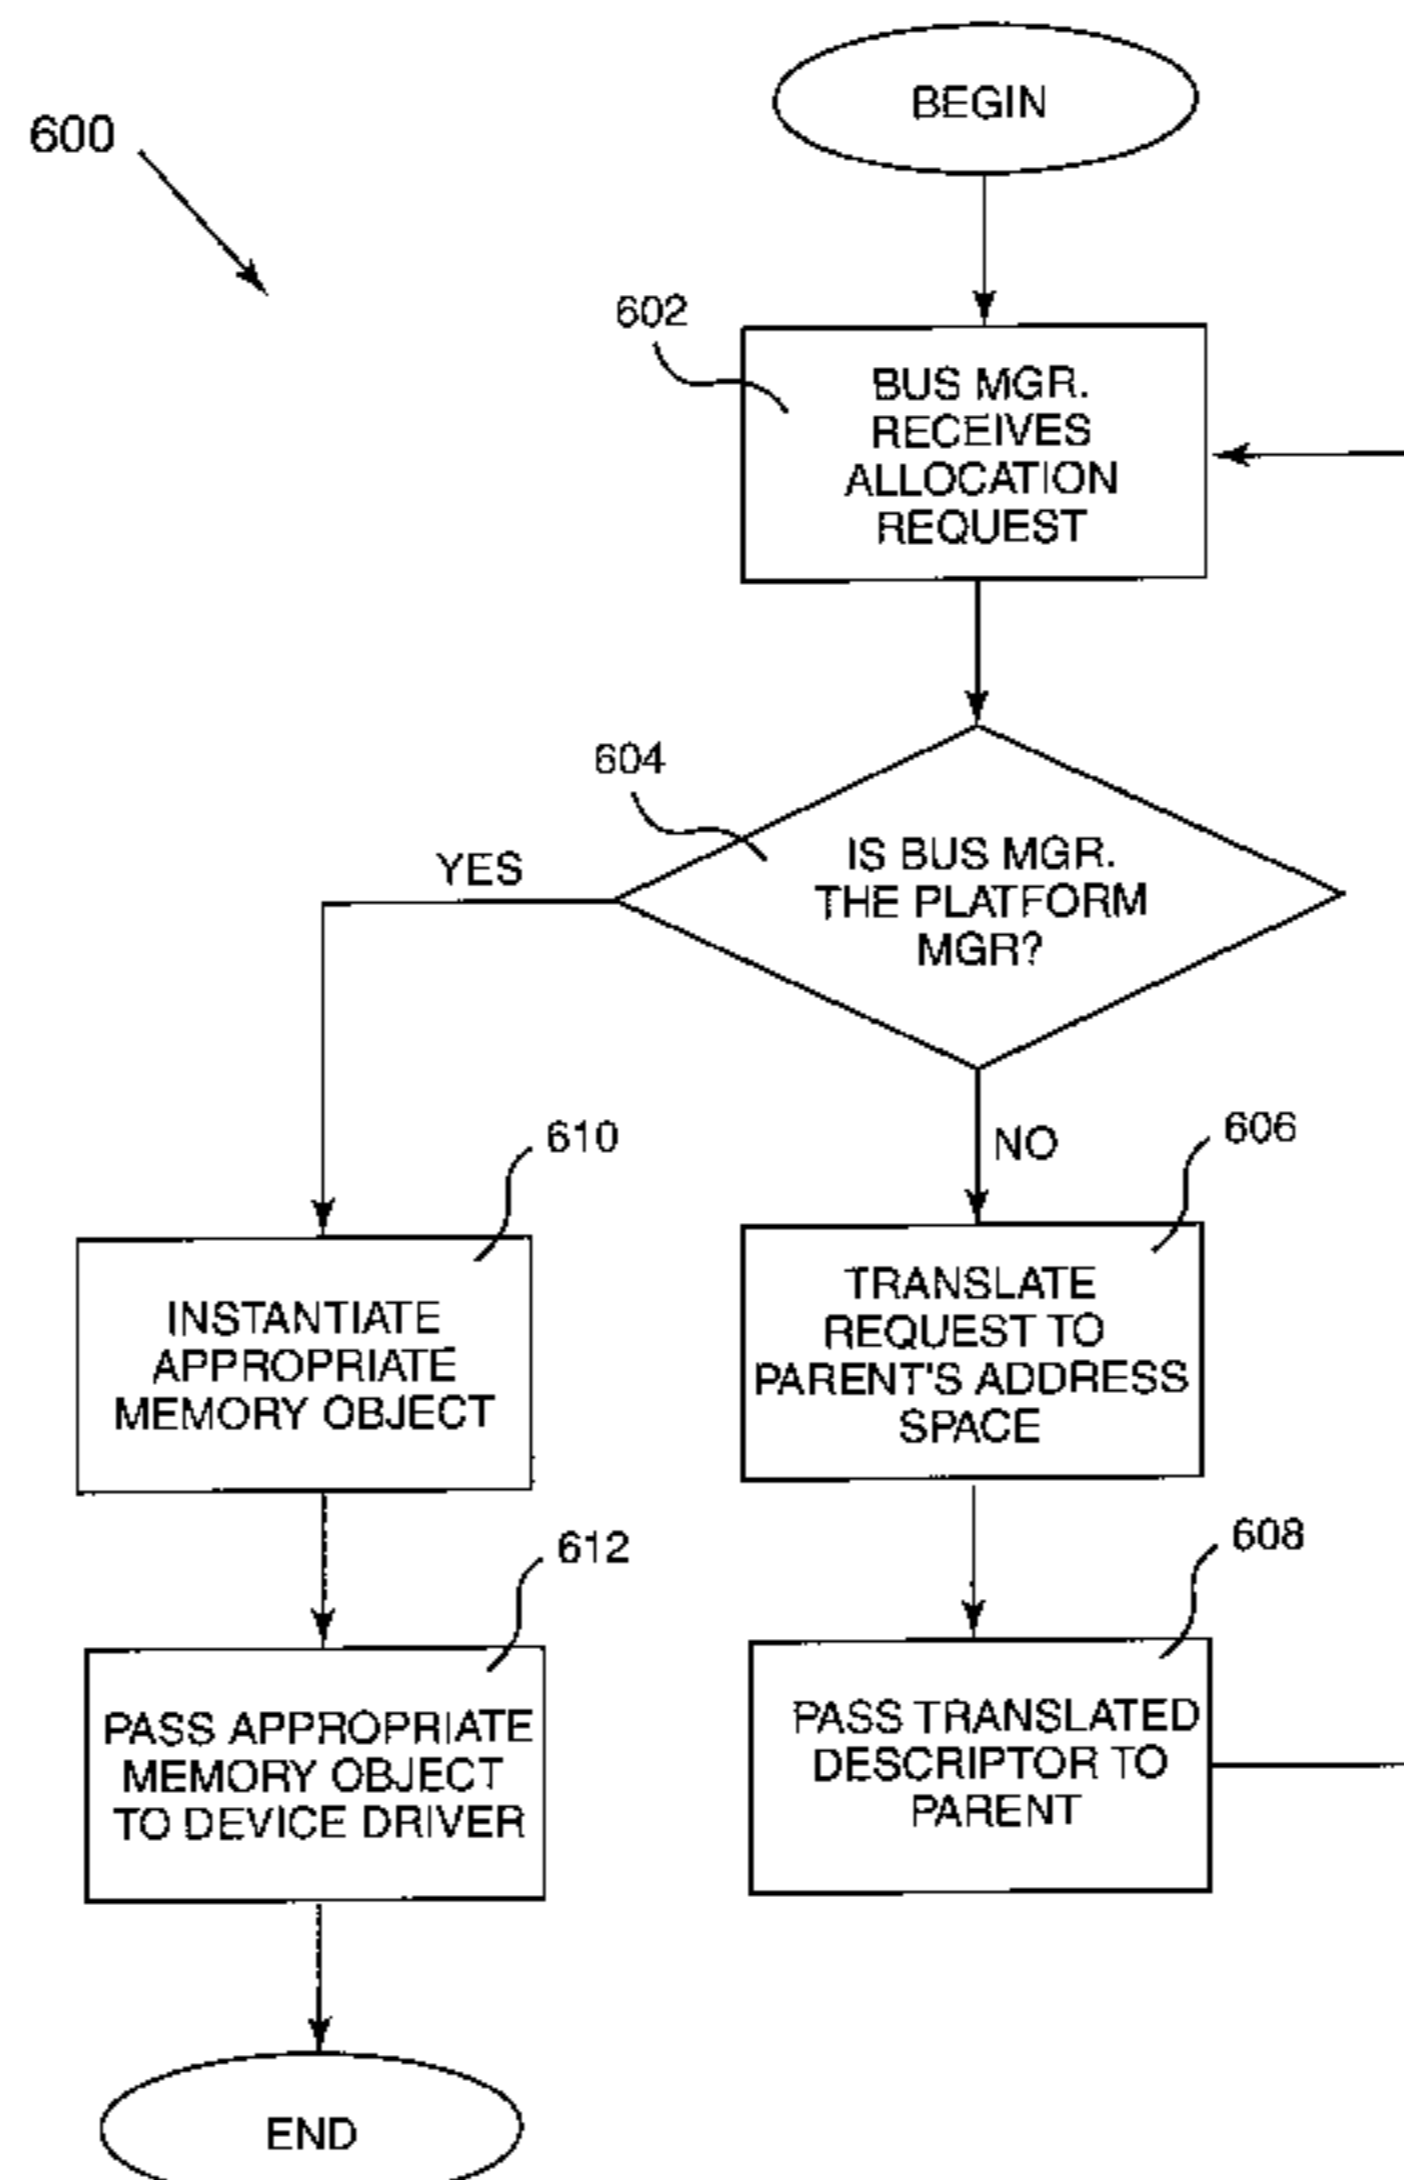 BEGIN
600
602
BUS MGR.
RECEIVES
ALLOCATION
REQUEST
604
IS BUS MGR.
THE PLATFORM
MGR?
YES
NO
610
606
INSTANTIATE
APPROPRIATE
MEMORY OBJECT
TRANSLATE
REQUEST TO
PARENT'S ADDRESS
SPACE
612
608
PASS APPROPRIATE
MEMORY OBJECT
TO DEVICE DRIVER
PASS TRANSLATED
DESCRIPTOR TO
PARENT
END